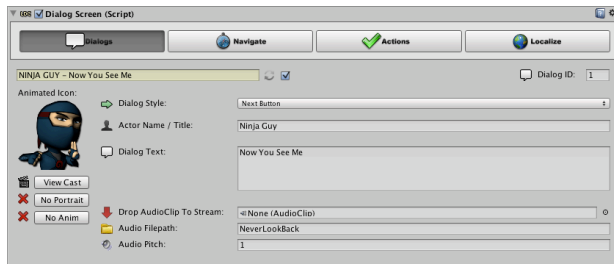 Dialog Screen (Script)
Dialogs Navigate Actions Localize
NINJA GUY - Now You See Me Dialog ID: 1
Animated Icon:
Dialog Style: Next Button
Actor Name / Title: Ninja Guy
Dialog Text: Now You See Me
View Cast
No Portrait
No Anim
Drop AudioClip To Stream: None (AudioClip)
Audio Filepath: NeverLookBack
Audio Pitch: 1